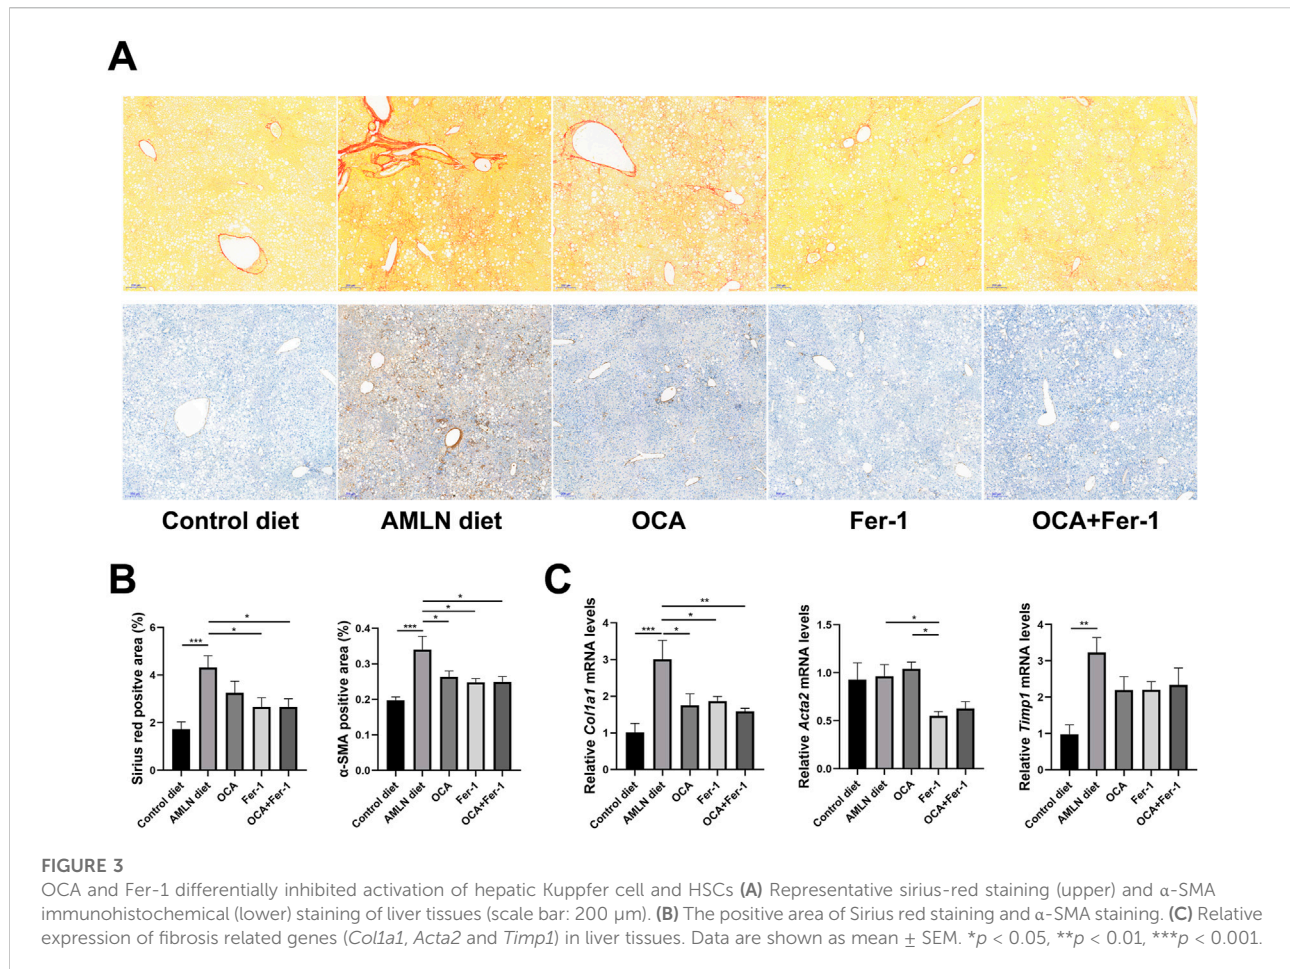 A
Control diet
AMLN diet
OCA
Fer-1
OCA+Fer-1
B
Sirius red positve area (%)
6
4
2
0
***
*
*
Control diet
AMLN diet
OCA
Fer-1
OCA+Fer-1
α-SMA positive area (%)
0.4
0.3
0.2
0.1
0.0
***
*
*
*
Control diet
AMLN diet
OCA
Fer-1
OCA+Fer-1
C
Relative Col1a1 mRNA levels
4
3
2
1
0
***
*
*
**
Control diet
AMLN diet
OCA
Fer-1
OCA+Fer-1
Relative Acta2 mRNA levels
1.5
1.0
0.5
0.0
*
*
Control diet
AMLN diet
OCA
Fer-1
OCA+Fer-1
Relative Timp1 mRNA levels
4
3
2
1
0
**
Control diet
AMLN diet
OCA
Fer-1
OCA+Fer-1
FIGURE 3
OCA and Fer-1 differentially inhibited activation of hepatic Kuppfer cell and HSCs (A) Representative sirius-red staining (upper) and α-SMA
immunohistochemical (lower) staining of liver tissues (scale bar: 200 μm). (B) The positive area of Sirius red staining and α-SMA staining. (C) Relative
expression of fibrosis related genes (Col1a1, Acta2 and Timp1) in liver tissues. Data are shown as mean ± SEM. *p < 0.05, **p < 0.01, ***p < 0.001.